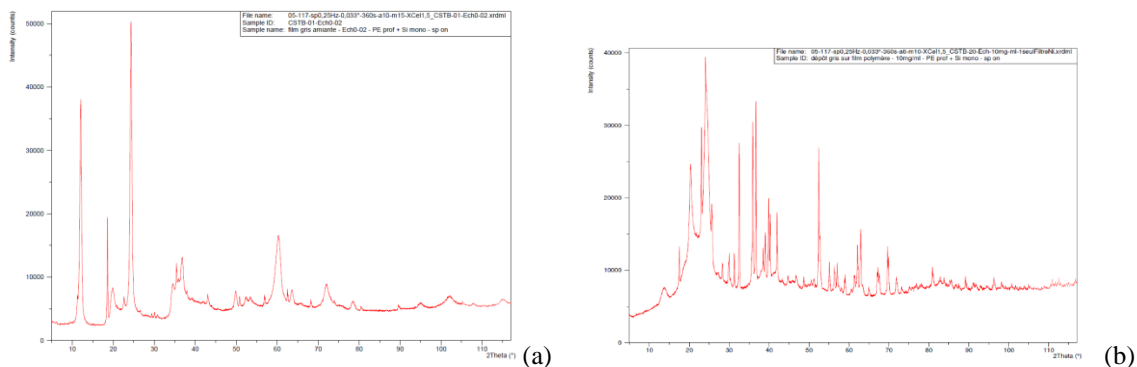 File name: 05-117-sp0,25Hz-0,033°-360s-a10-m15-XCel1,5_CSTB-01-Ech0-02.xrdml
Sample ID: CSTB-01-Ech0-02
Sample name: film gris amiante - Ech0-02 - PE prof + Si mono - sp on
Intensity (counts)
50000
40000
30000
20000
10000
0
10 20 30 40 50 60 70 80 90 100 110
2Theta (°)
(a)
File name: 05-117-sp0,25Hz-0,033°-360s-a6-m10-XCel1,5_CSTB-20-Ech-10mg-ml-1seulFiltreNi.xrdml
Sample ID: dépôt gris sur film polymère - 10mg/ml - PE prof + Si mono - sp on
Intensity (counts)
40000
30000
20000
10000
0
10 20 30 40 50 60 70 80 90 100 110
2Theta (°)
(b)